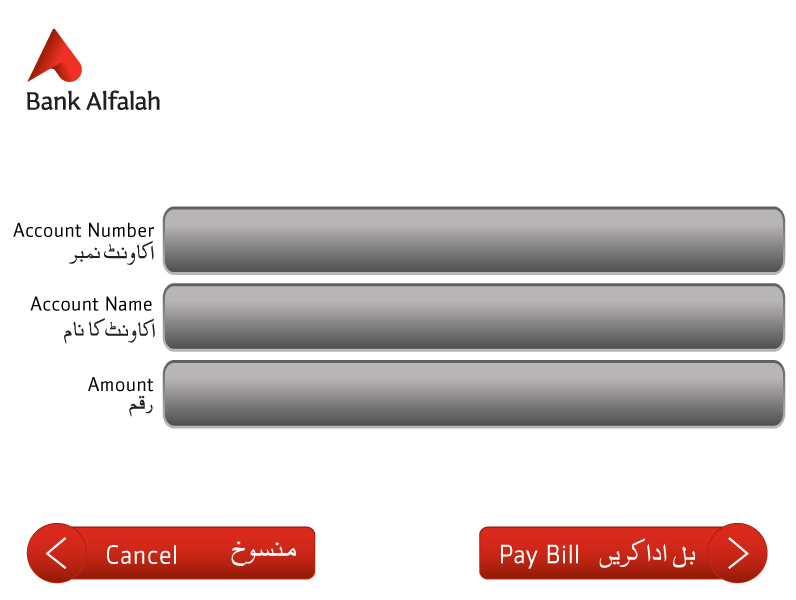 Bank Alfalah
Account Number
اکاونٹ نمبر
Account Name
اکاونٹ کا نام
Amount
رقم
Cancel منسوخ
Pay Bill بل ادا کریں